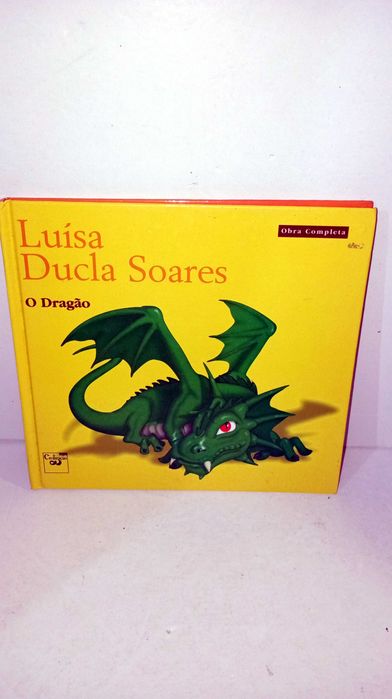 Luísa
Ducla Soares
O Dragão
Obra Completa